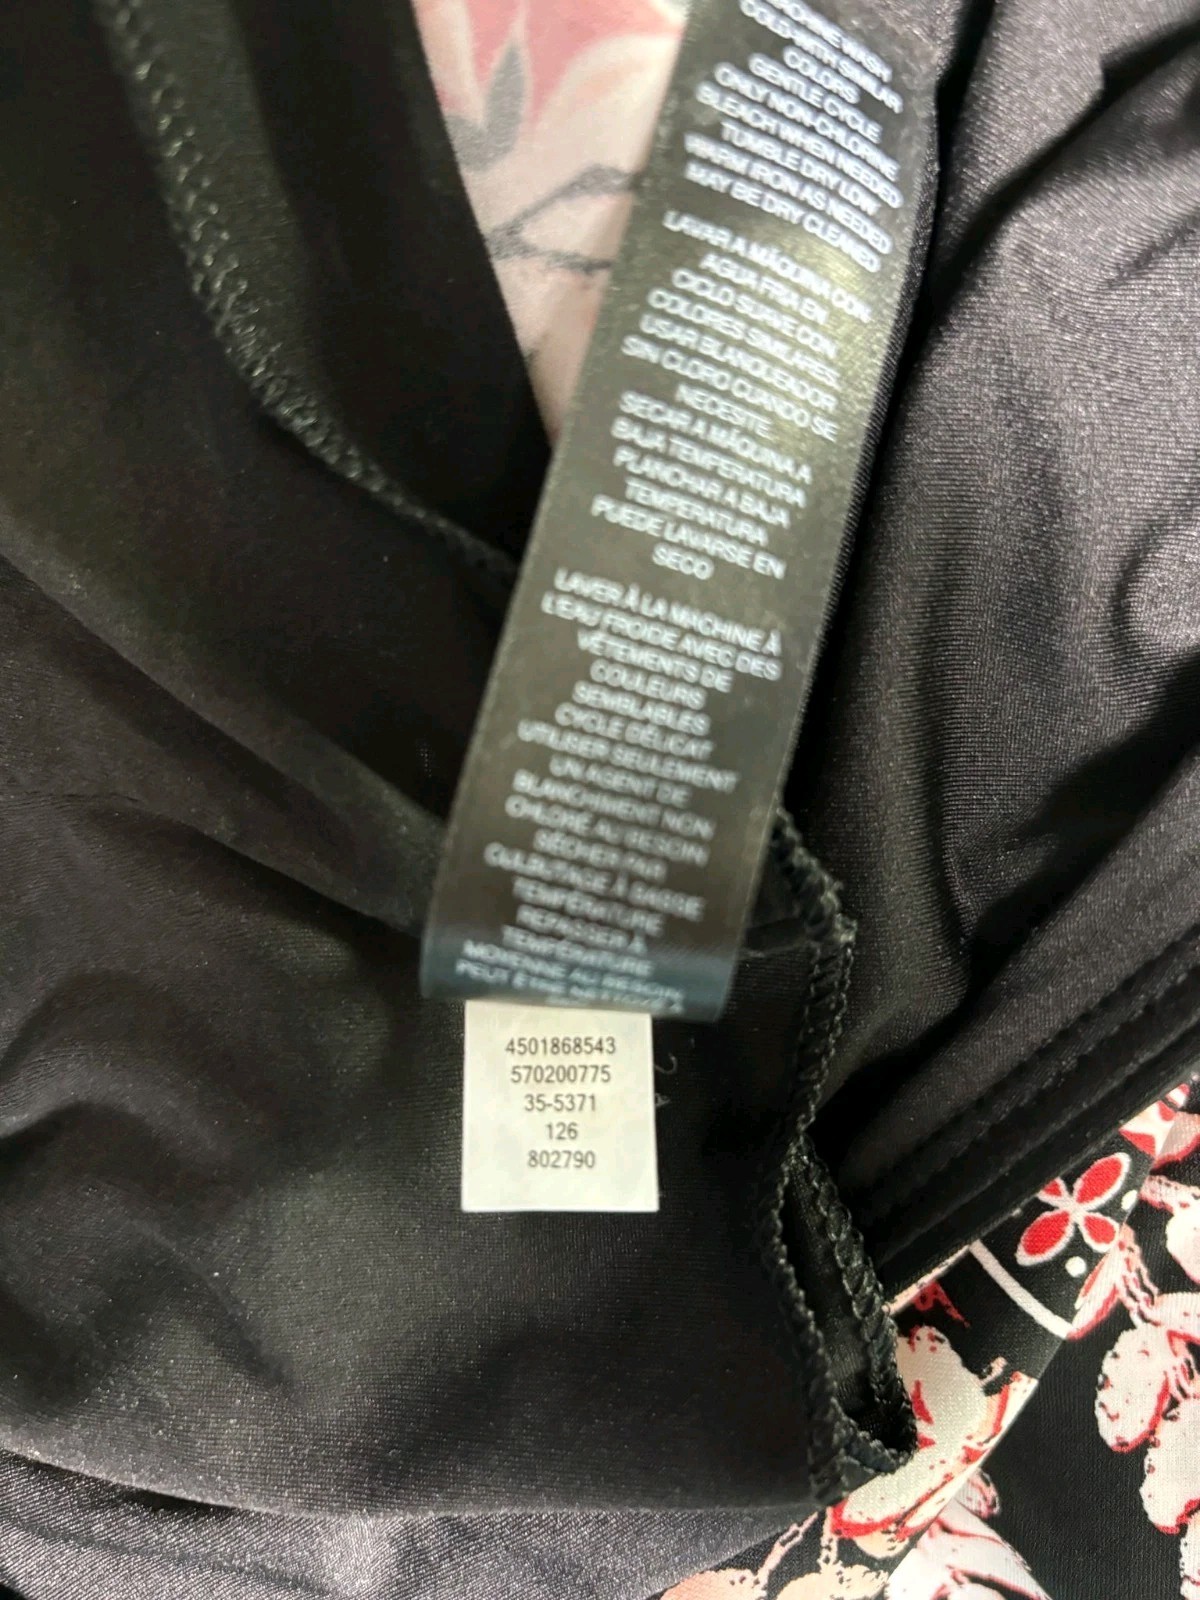 MACHINE WASH
COLD WITH SIMILAR
COLORS
GENTLE CYCLE
ONLY NON-CHLORINE
BLEACH WHEN NEEDED
TUMBLE DRY LOW
WARM IRON AS NEEDED
MAY BE DRY CLEANED
LAVAR A MÁQUINA CON
AGUA FRIA EN
CICLO SUAVE CON
COLORES SIMILARES.
USAR BLANQUEADOR
SIN CLORO CUANDO SE
NECESITE
SECAR A MÁQUINA A
BAJA TEMPERATURA
PLANCHAR A BAJA
TEMPERATURA
PUEDE LAVARSE EN
SECO
LAVER À LA MACHINE À
L'EAU FROIDE AVEC DES
VÊTEMENTS DE
COULEURS
SEMBLABLES
CYCLE DÉLICAT
UTILISER SEULEMENT
UN AGENT DE
BLANCHIMENT NON
CHLORÉ AU BESOIN
SÉCHER PAR
CULBUTAGE À BASSE
TEMPÉRATURE
REPASSER À
TEMPÉRATURE
MOYENNE AU BESOIN
PEUT ÊTRE NETTOYÉ À
4501868543
570200775
35-5371
126
802790